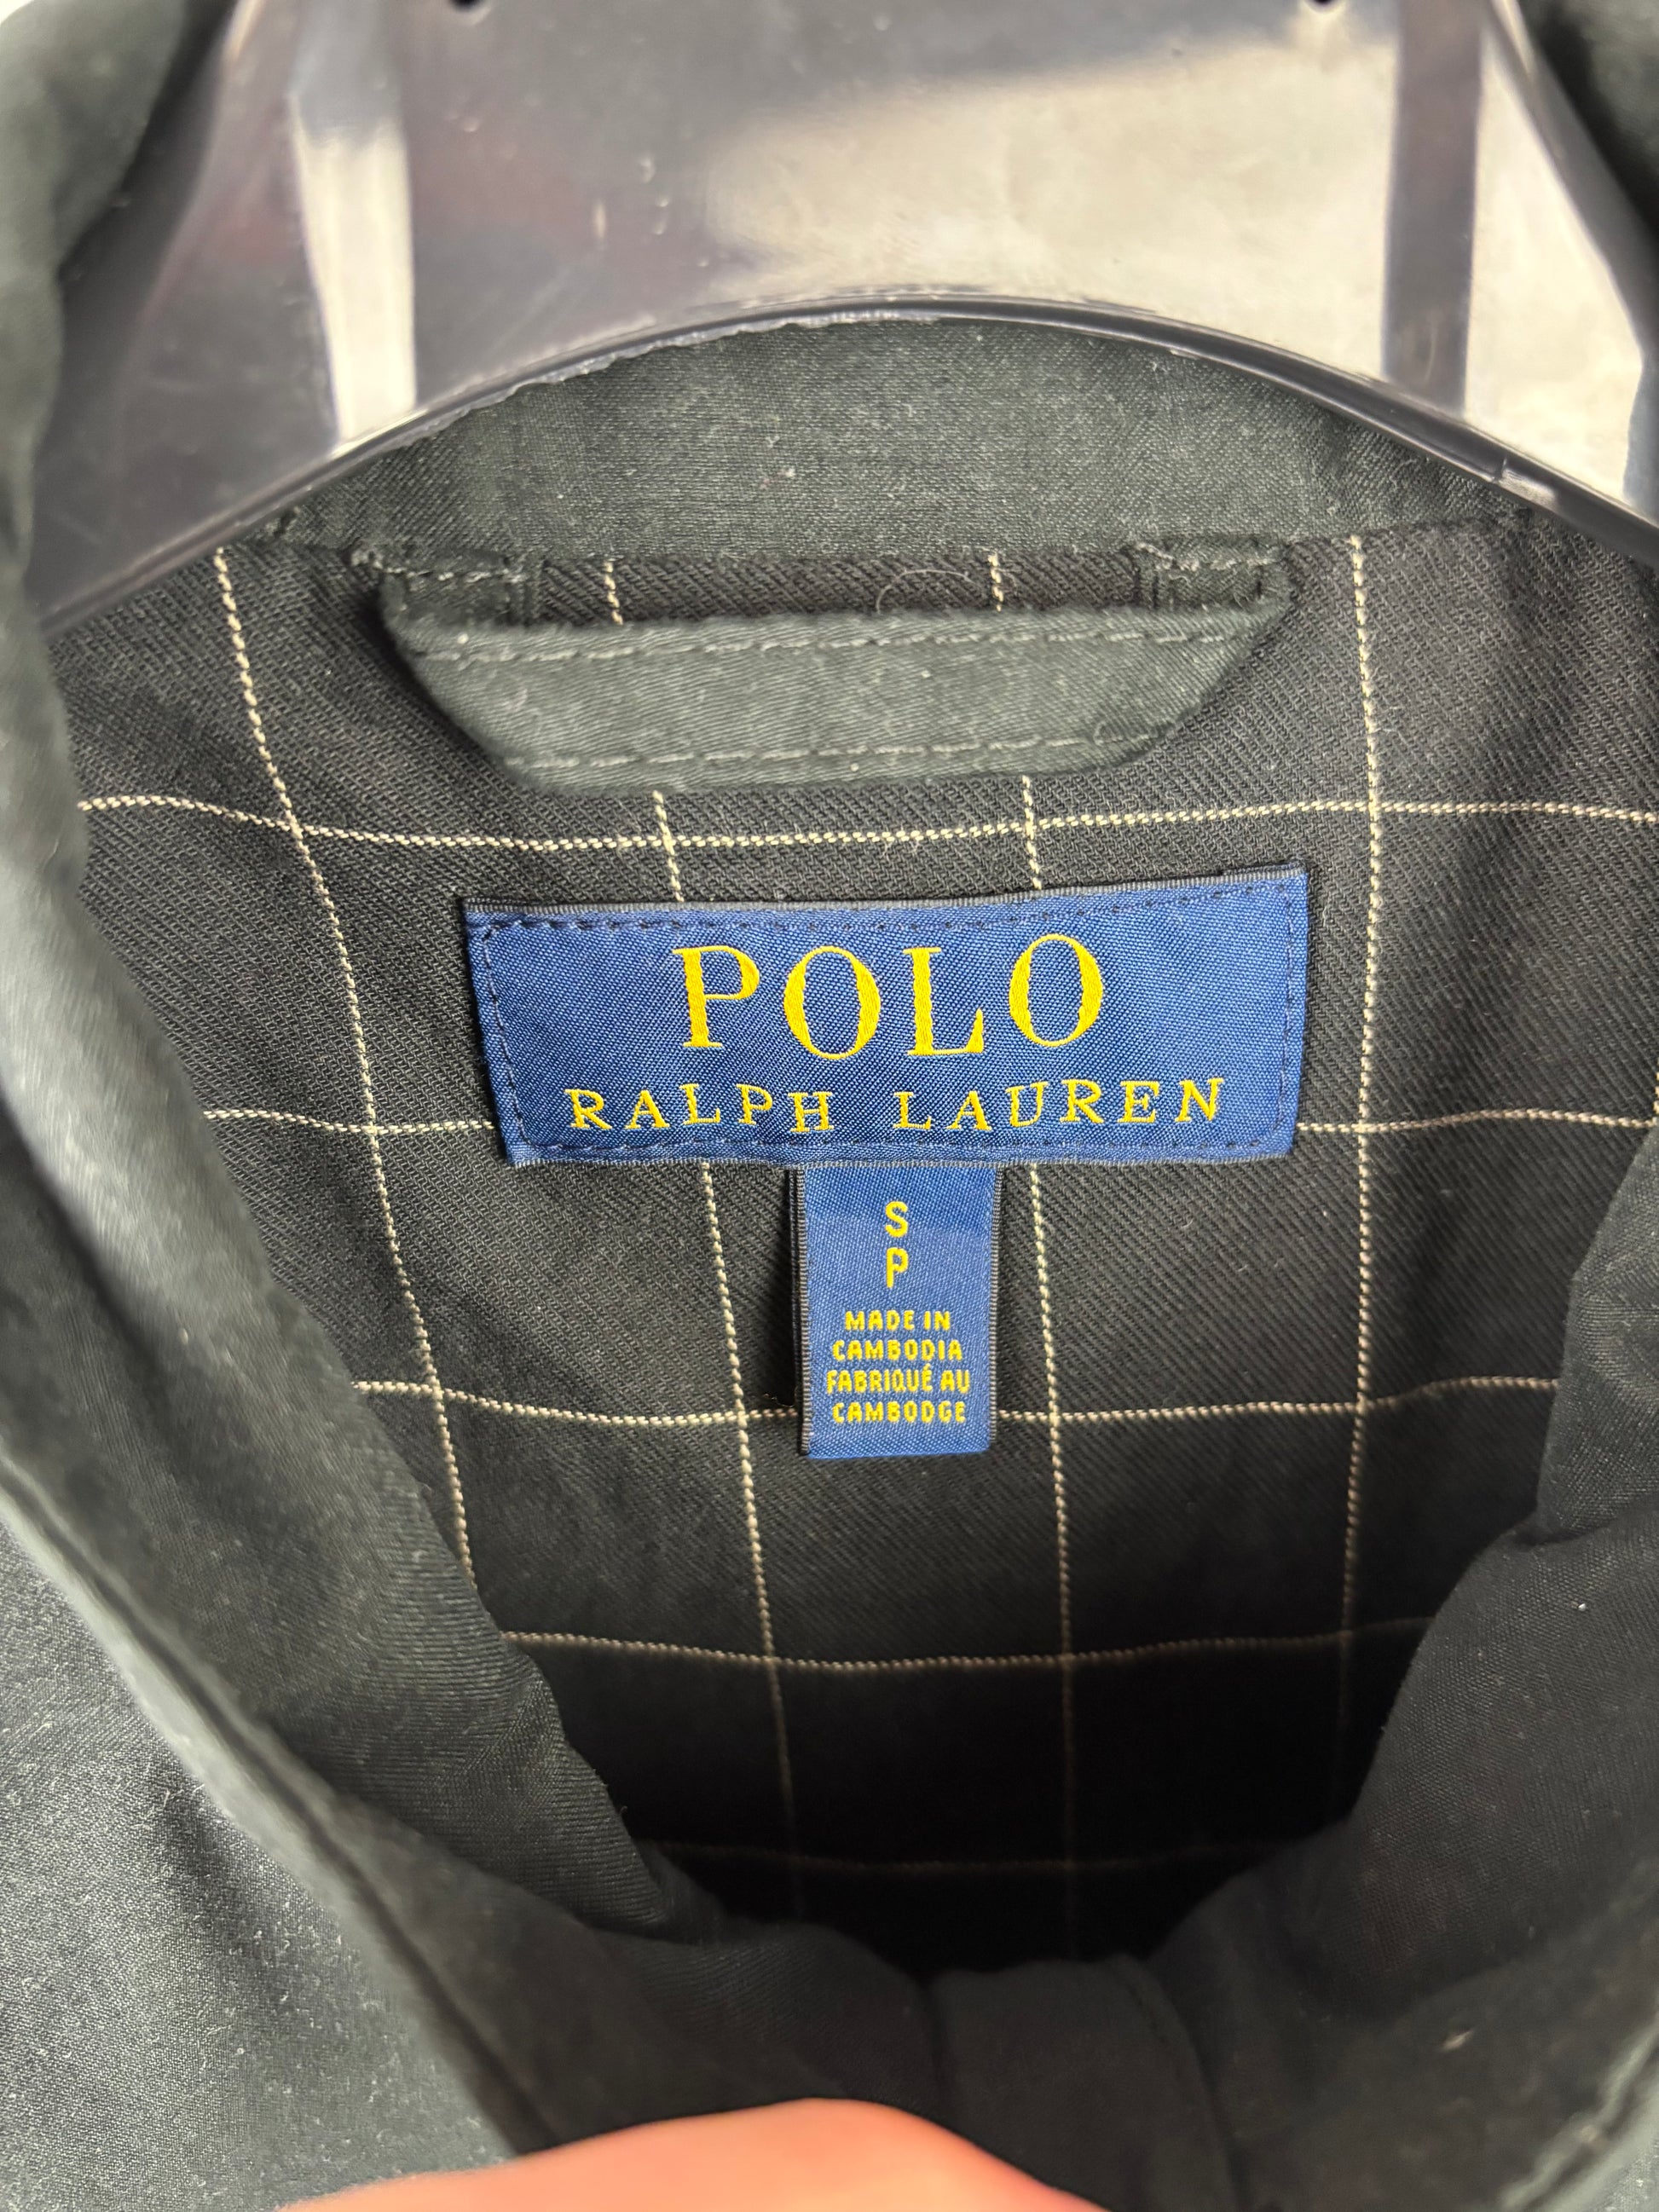 POLO
RALPH LAUREN
S
P
MADE IN
CAMBODIA
FABRIQUÉ AU
CAMBODGE